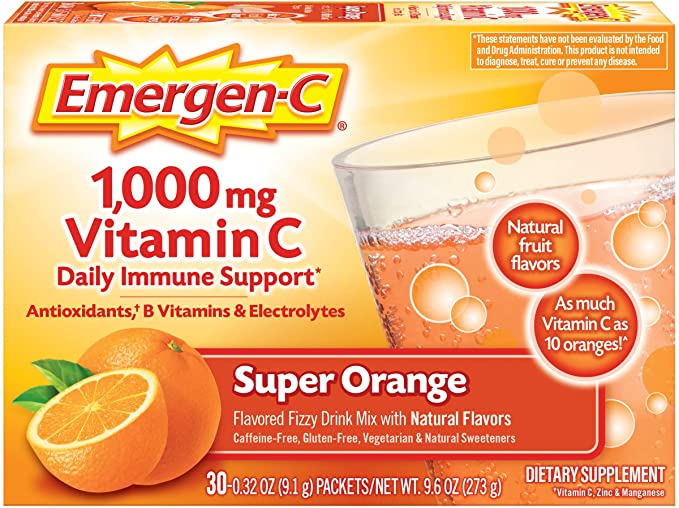 *These statements have not been evaluated by the Food
and Drug Administration. This product is not intended
to diagnose, treat, cure or prevent any disease.
Emergen-C®
1,000 mg
Vitamin C
Daily Immune Support*
Antioxidants,† B Vitamins & Electrolytes
Natural
fruit
flavors
As much
Vitamin C as
10 oranges!^
Super Orange
Flavored Fizzy Drink Mix with Natural Flavors
Caffeine-Free, Gluten-Free, Vegetarian & Natural Sweeteners
30-0.32 OZ (9.1 g) PACKETS/NET WT. 9.6 OZ (273 g)
DIETARY SUPPLEMENT
†Vitamin C, Zinc & Manganese